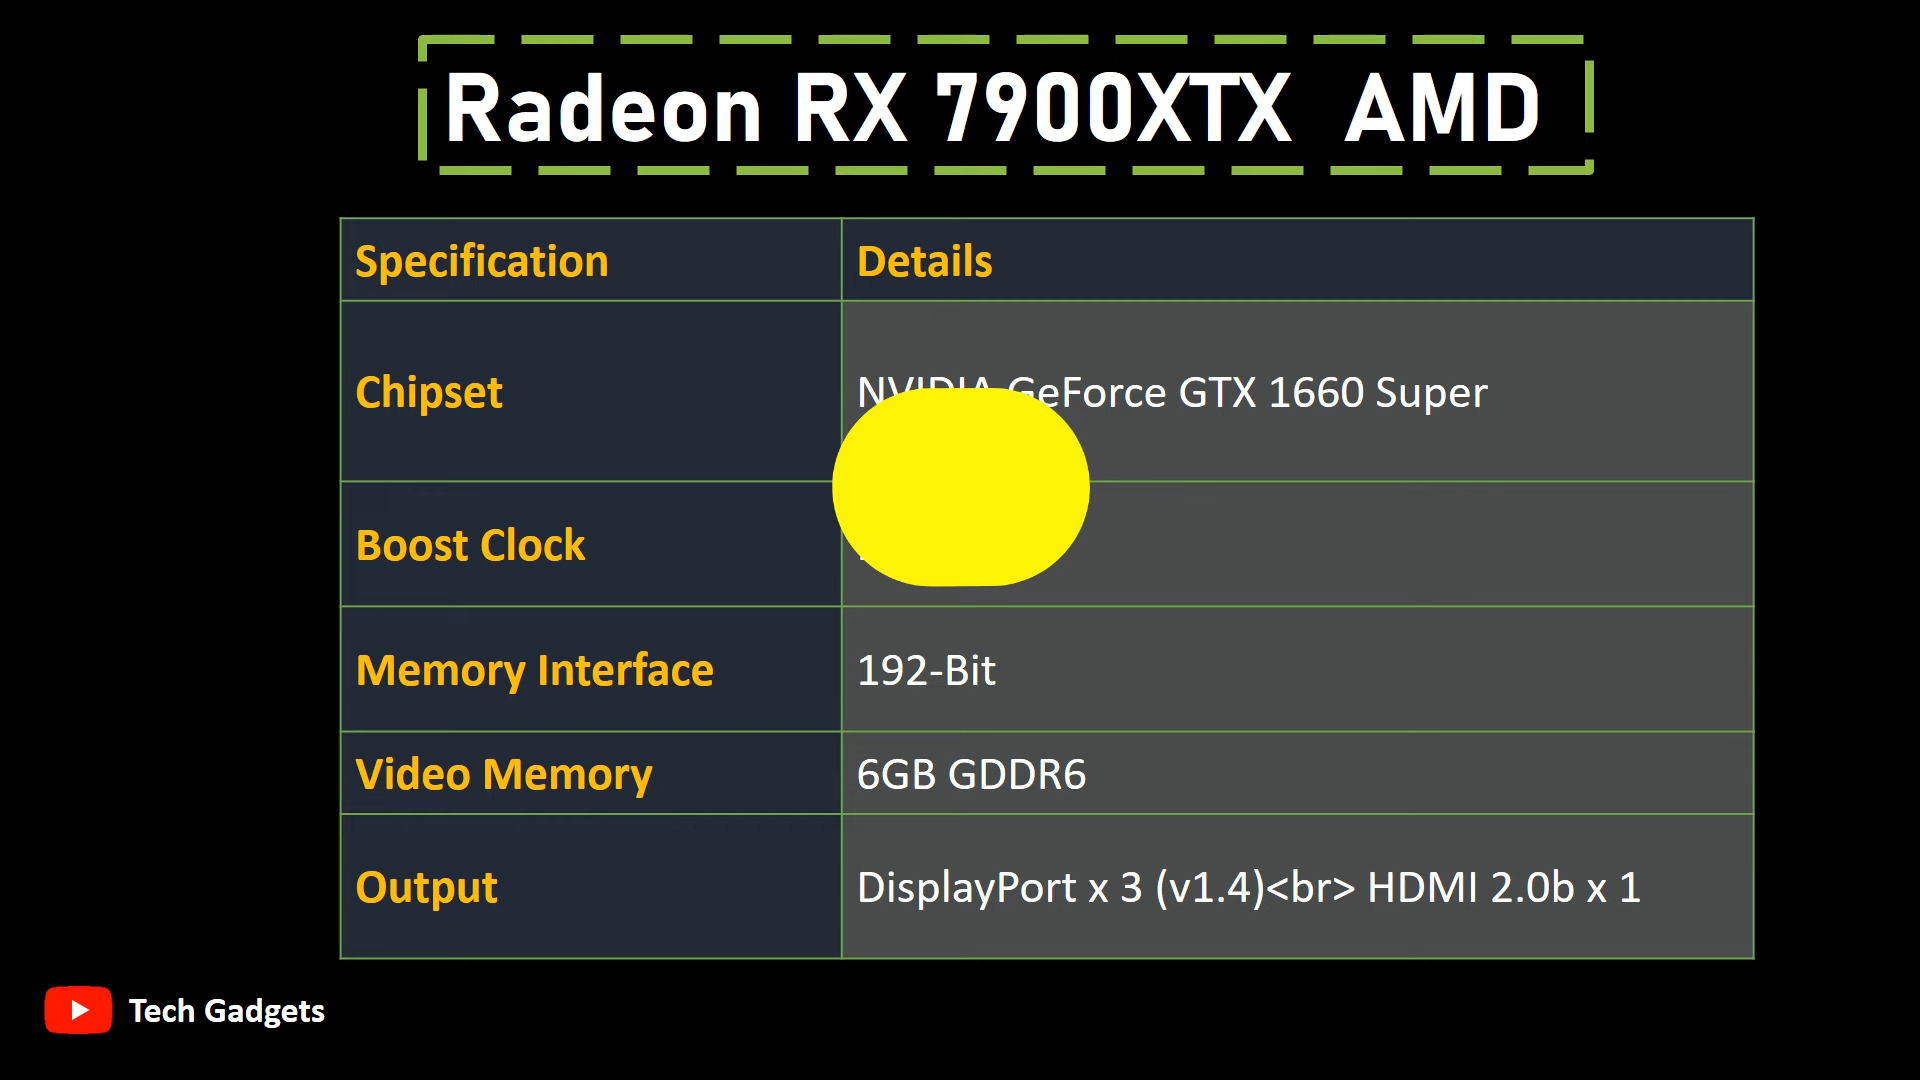 Radeon RX 7900XTX AMD
Specification Details
Chipset NVIDIA GeForce GTX 1660 Super
Boost Clock
Memory Interface 192-Bit
Video Memory 6GB GDDR6
Output DisplayPort x 3 (v1.4)<br> HDMI 2.0b x 1
Tech Gadgets